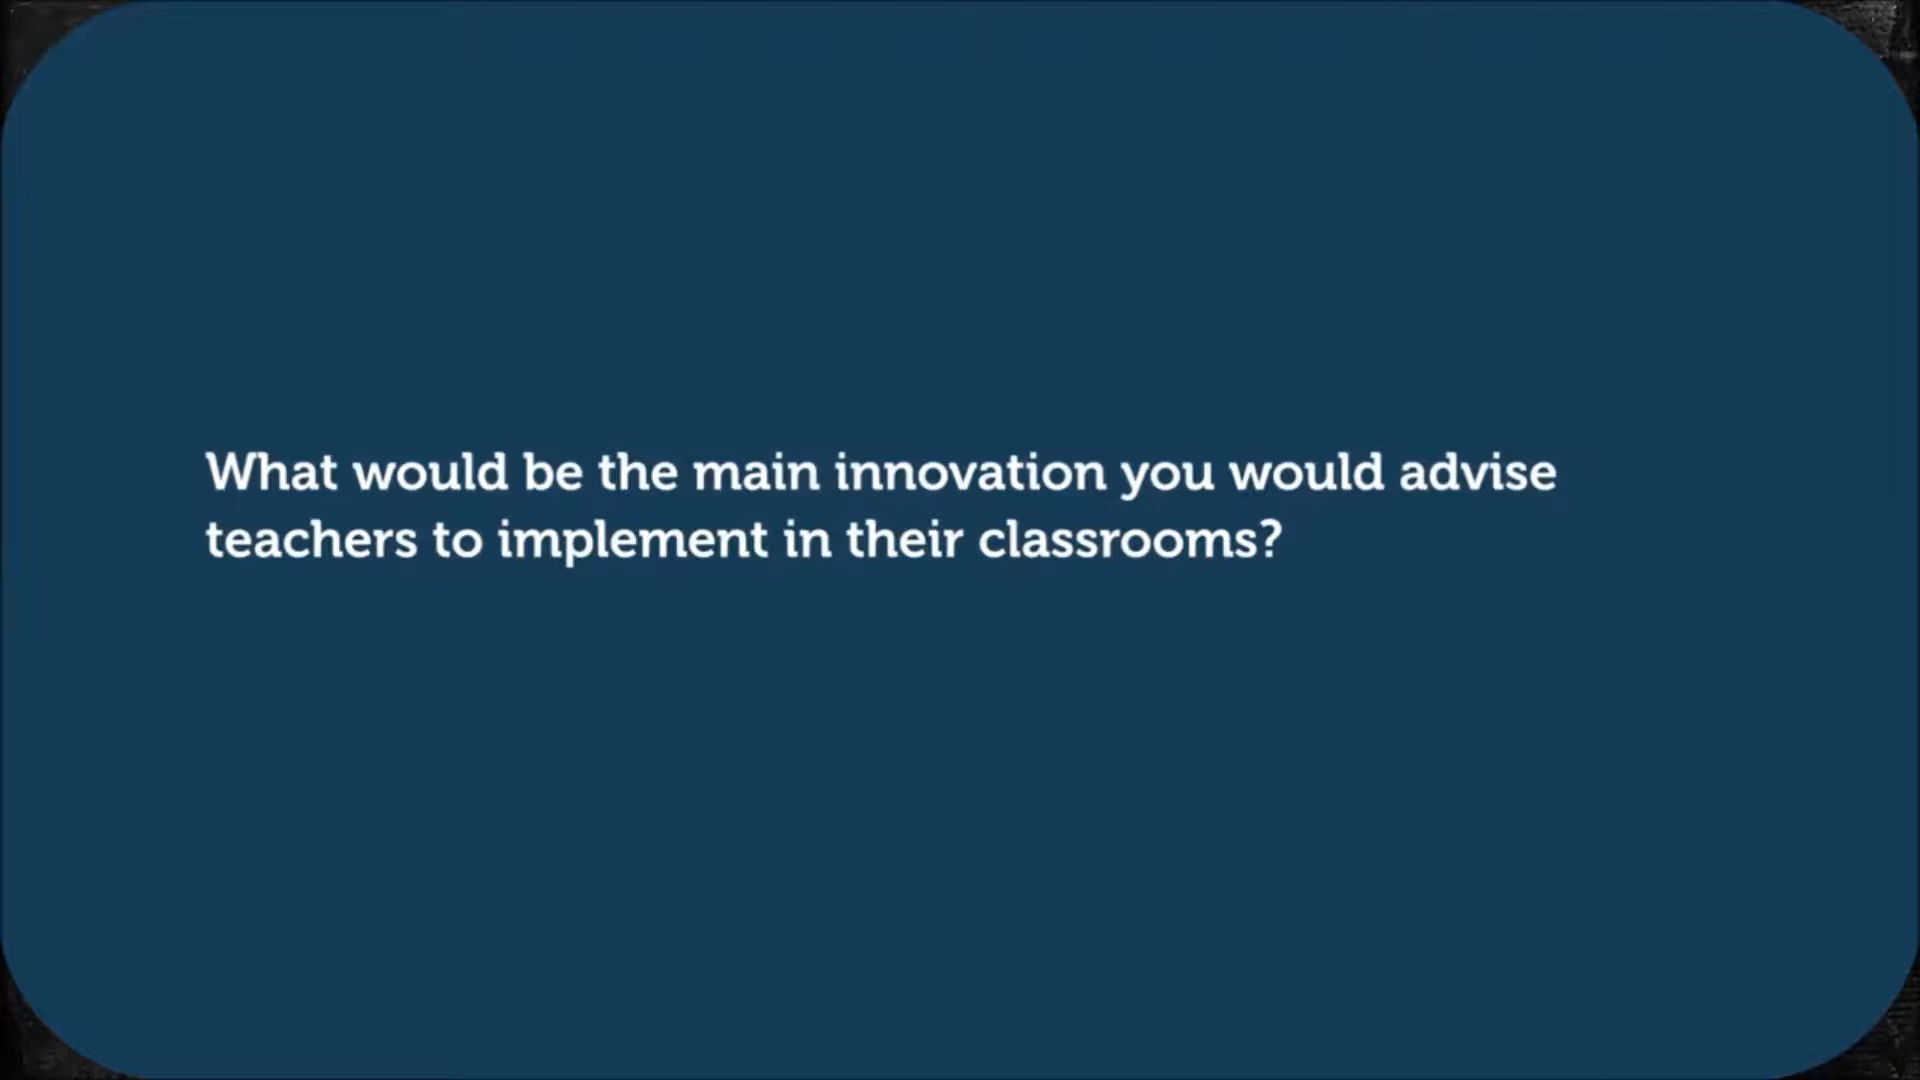 What would be the main innovation you would advise
teachers to implement in their classrooms?